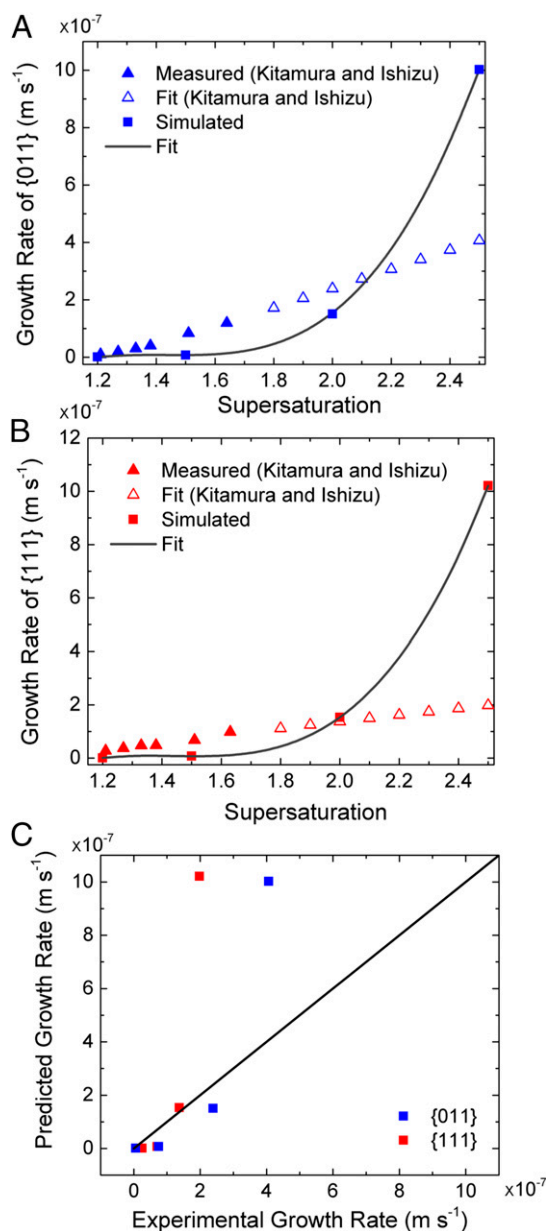 A
×10⁻⁷
Growth Rate of {011} (m s⁻¹)
10
8
6
4
2
0
Measured (Kitamura and Ishizu)
Fit (Kitamura and Ishizu)
Simulated
Fit
1.2 1.4 1.6 1.8 2.0 2.2 2.4
Supersaturation
B
×10⁻⁷
Growth Rate of {111} (m s⁻¹)
12
10
8
6
4
2
0
Measured (Kitamura and Ishizu)
Fit (Kitamura and Ishizu)
Simulated
Fit
1.2 1.4 1.6 1.8 2.0 2.2 2.4
Supersaturation
C
×10⁻⁷
Predicted Growth Rate (m s⁻¹)
10
8
6
4
2
0
{011}
{111}
0 2 4 6 8 10
×10⁻⁷
Experimental Growth Rate (m s⁻¹)